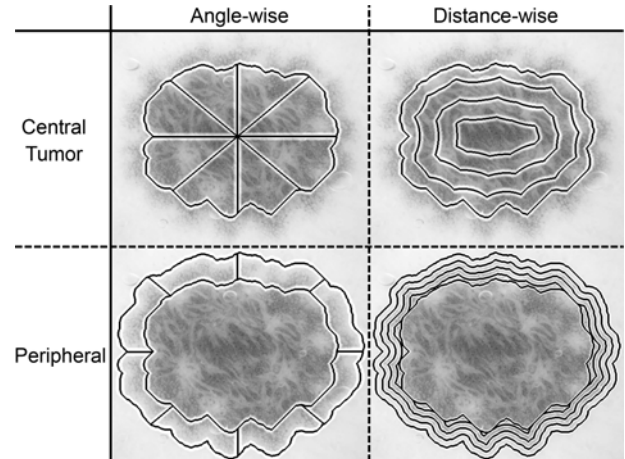 Angle-wise
Distance-wise
Central
Tumor
Peripheral